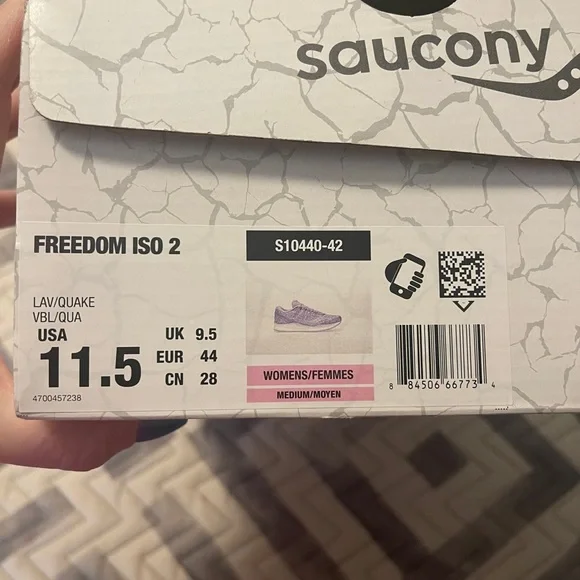 saucony
FREEDOM ISO 2
S10440-42
LAV/QUAKE
VBL/QUA
USA
11.5
UK 9.5
EUR 44
CN 28
4700457238
WOMENS/FEMMES
MEDIUM/MOYEN
8 84506 66773 4